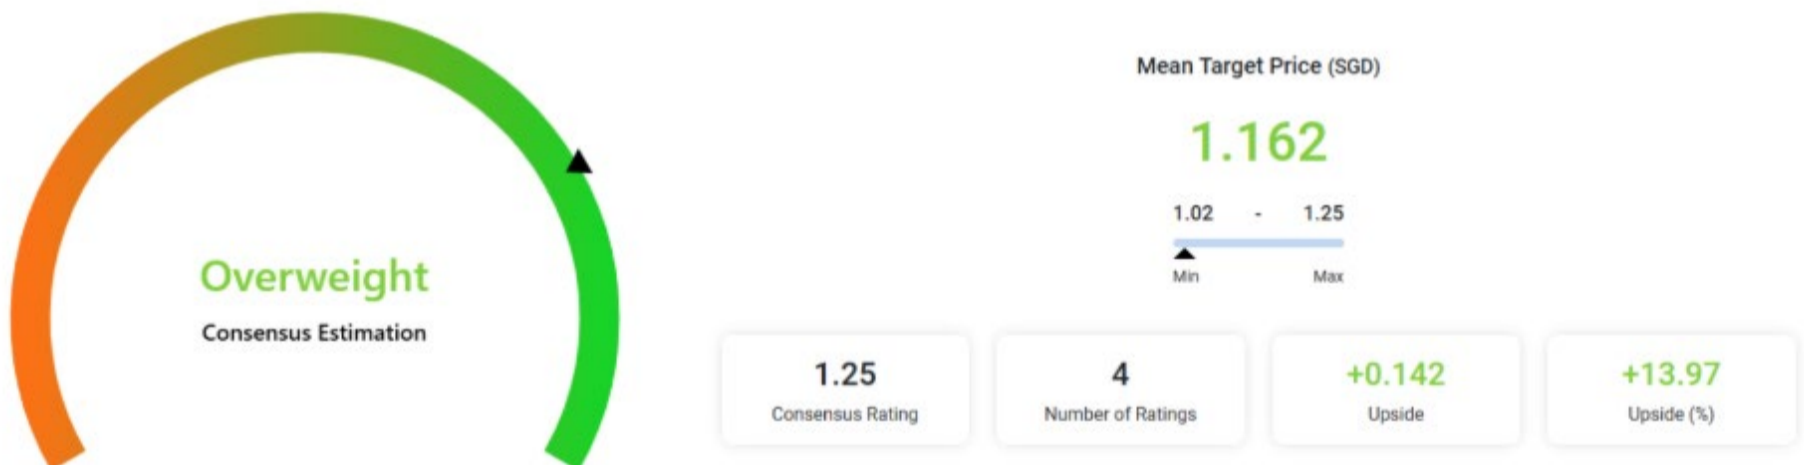 Overweight
Consensus Estimation
Mean Target Price (SGD)
1.162
1.02 - 1.25
Min Max
1.25
Consensus Rating
4
Number of Ratings
+0.142
Upside
+13.97
Upside (%)